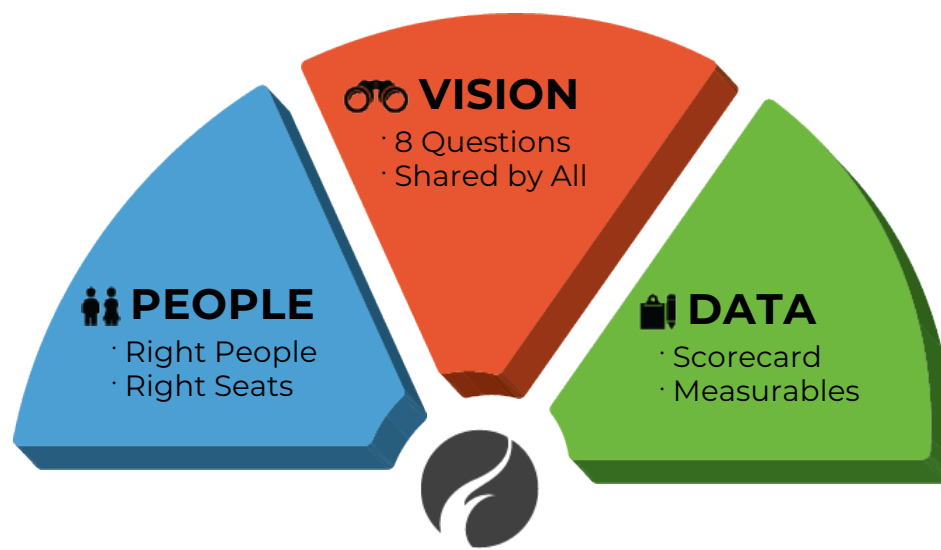 VISION
· 8 Questions
· Shared by All
PEOPLE
· Right People
· Right Seats
DATA
· Scorecard
· Measurables